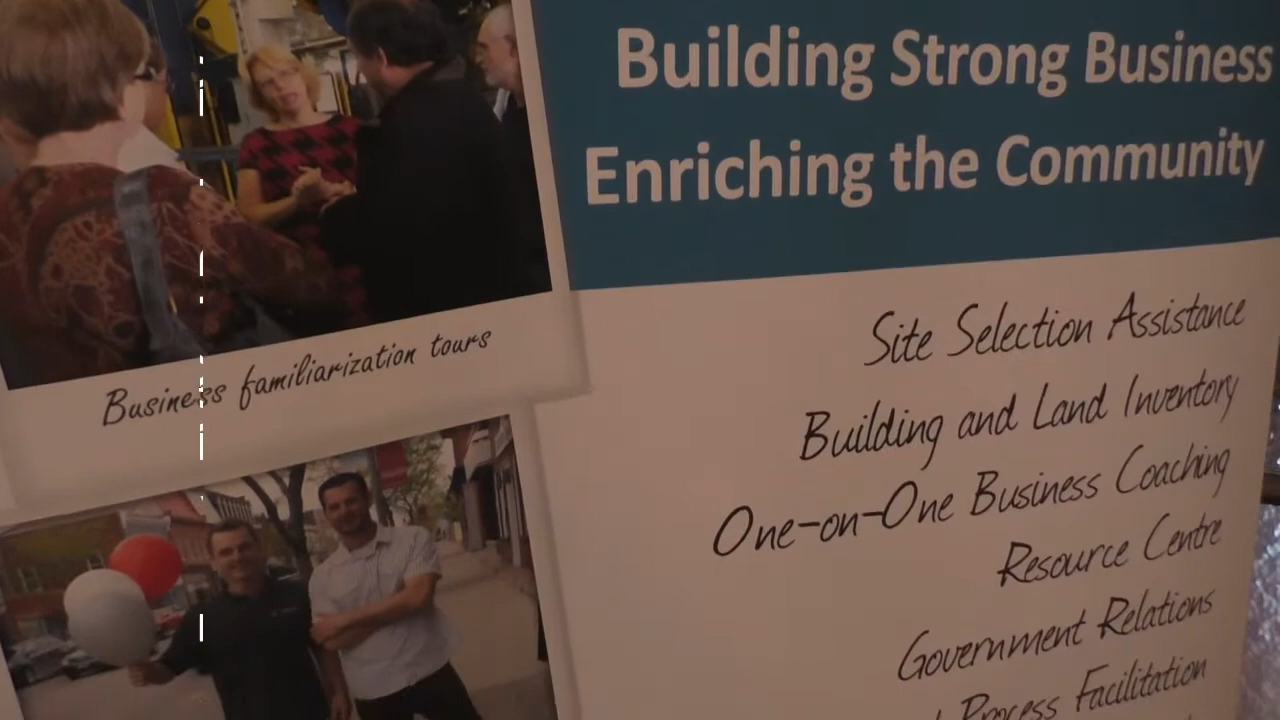 Building Strong Business
Enriching the Community
Business familiarization tours
Site Selection Assistance
Building and Land Inventory
One-on-One Business Coaching
Resource Centre
Government Relations
Process Facilitation